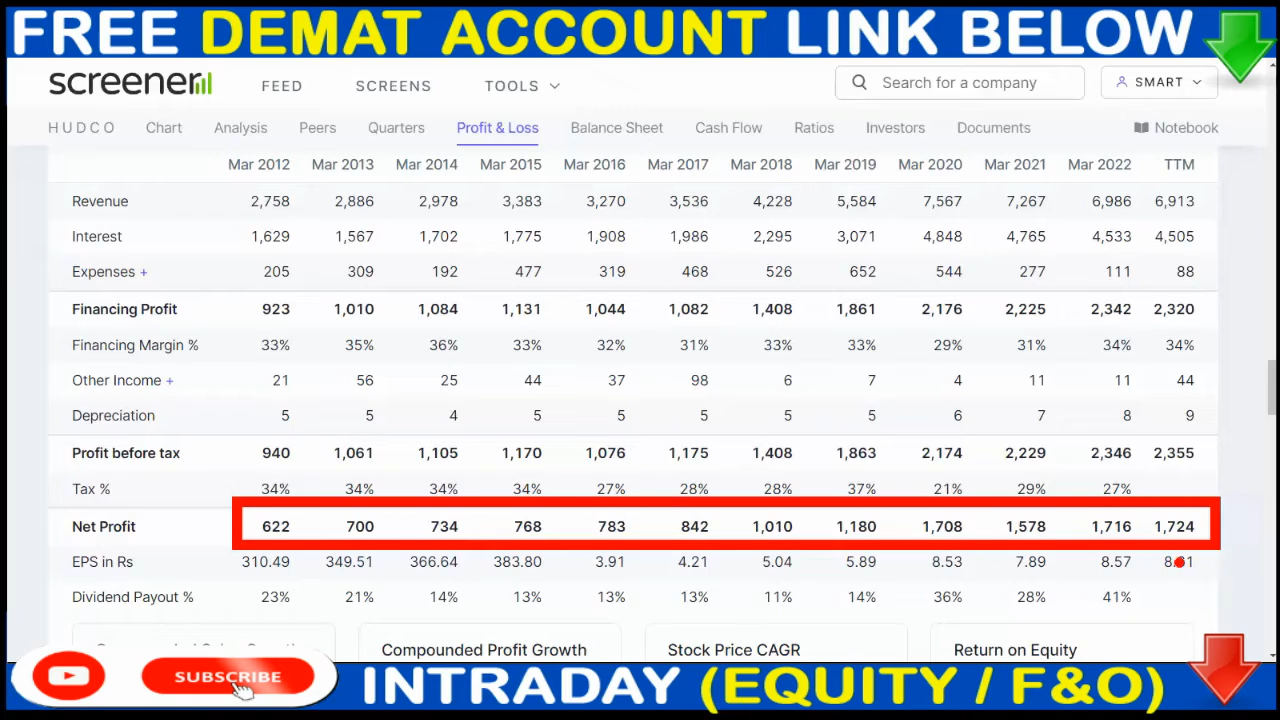 FREE DEMAT ACCOUNT LINK BELOW
screener FEED SCREENS TOOLS Search for a company SMART
HUDCO Chart Analysis Peers Quarters Profit & Loss Balance Sheet Cash Flow Ratios Investors Documents Notebook
Mar 2012 Mar 2013 Mar 2014 Mar 2015 Mar 2016 Mar 2017 Mar 2018 Mar 2019 Mar 2020 Mar 2021 Mar 2022 TTM
Revenue 2,758 2,886 2,978 3,383 3,270 3,536 4,228 5,584 7,567 7,267 6,986 6,913
Interest 1,629 1,567 1,702 1,775 1,908 1,986 2,295 3,071 4,848 4,765 4,533 4,505
Expenses + 205 309 192 477 319 468 526 652 544 277 111 88
Financing Profit 923 1,010 1,084 1,131 1,044 1,082 1,408 1,861 2,176 2,225 2,342 2,320
Financing Margin % 33% 35% 36% 33% 32% 31% 33% 33% 29% 31% 34% 34%
Other Income + 21 56 25 44 37 98 6 7 4 11 11 44
Depreciation 5 5 4 5 5 5 5 5 6 7 8 9
Profit before tax 940 1,061 1,105 1,170 1,076 1,175 1,408 1,863 2,174 2,229 2,346 2,355
Tax % 34% 34% 34% 34% 27% 28% 28% 37% 21% 29% 27%
Net Profit 622 700 734 768 783 842 1,010 1,180 1,708 1,578 1,716 1,724
EPS in Rs 310.49 349.51 366.64 383.80 3.91 4.21 5.04 5.89 8.53 7.89 8.57
Dividend Payout % 23% 21% 14% 13% 13% 13% 11% 14% 36% 28% 41%
Compounded Profit Growth Stock Price CAGR Return on Equity
SUBSCRIBE INTRADAY (EQUITY / F&O)